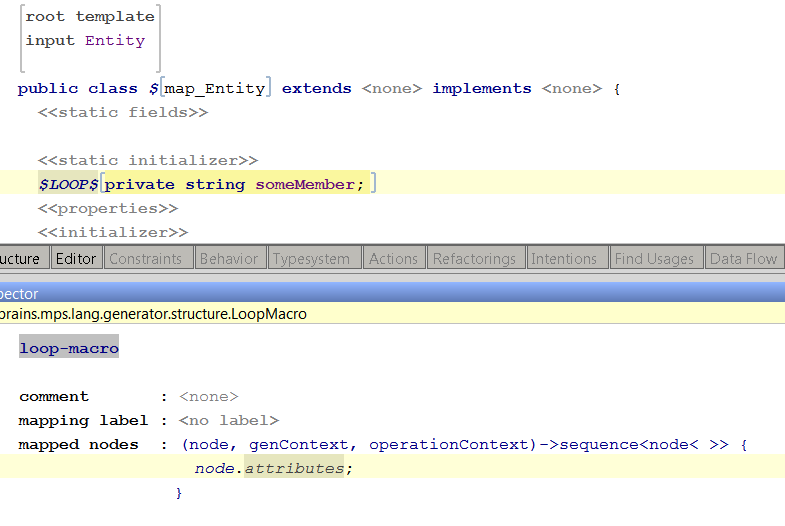 root template
input Entity
public class $[map_Entity] extends <none> implements <none> {
<<static fields>>
<<static initializer>>
$LOOP$[private string someMember;]
<<properties>>
<<initializer>>
ucture Editor Constraints Behavior Typesystem Actions Refactorings Intentions Find Usages Data Flow
pector
brains.mps.lang.generator.structure.LoopMacro
loop-macro
comment : <none>
mapping label : <no label>
mapped nodes : (node, genContext, operationContext)->sequence<node< >> {
node.attributes;
}